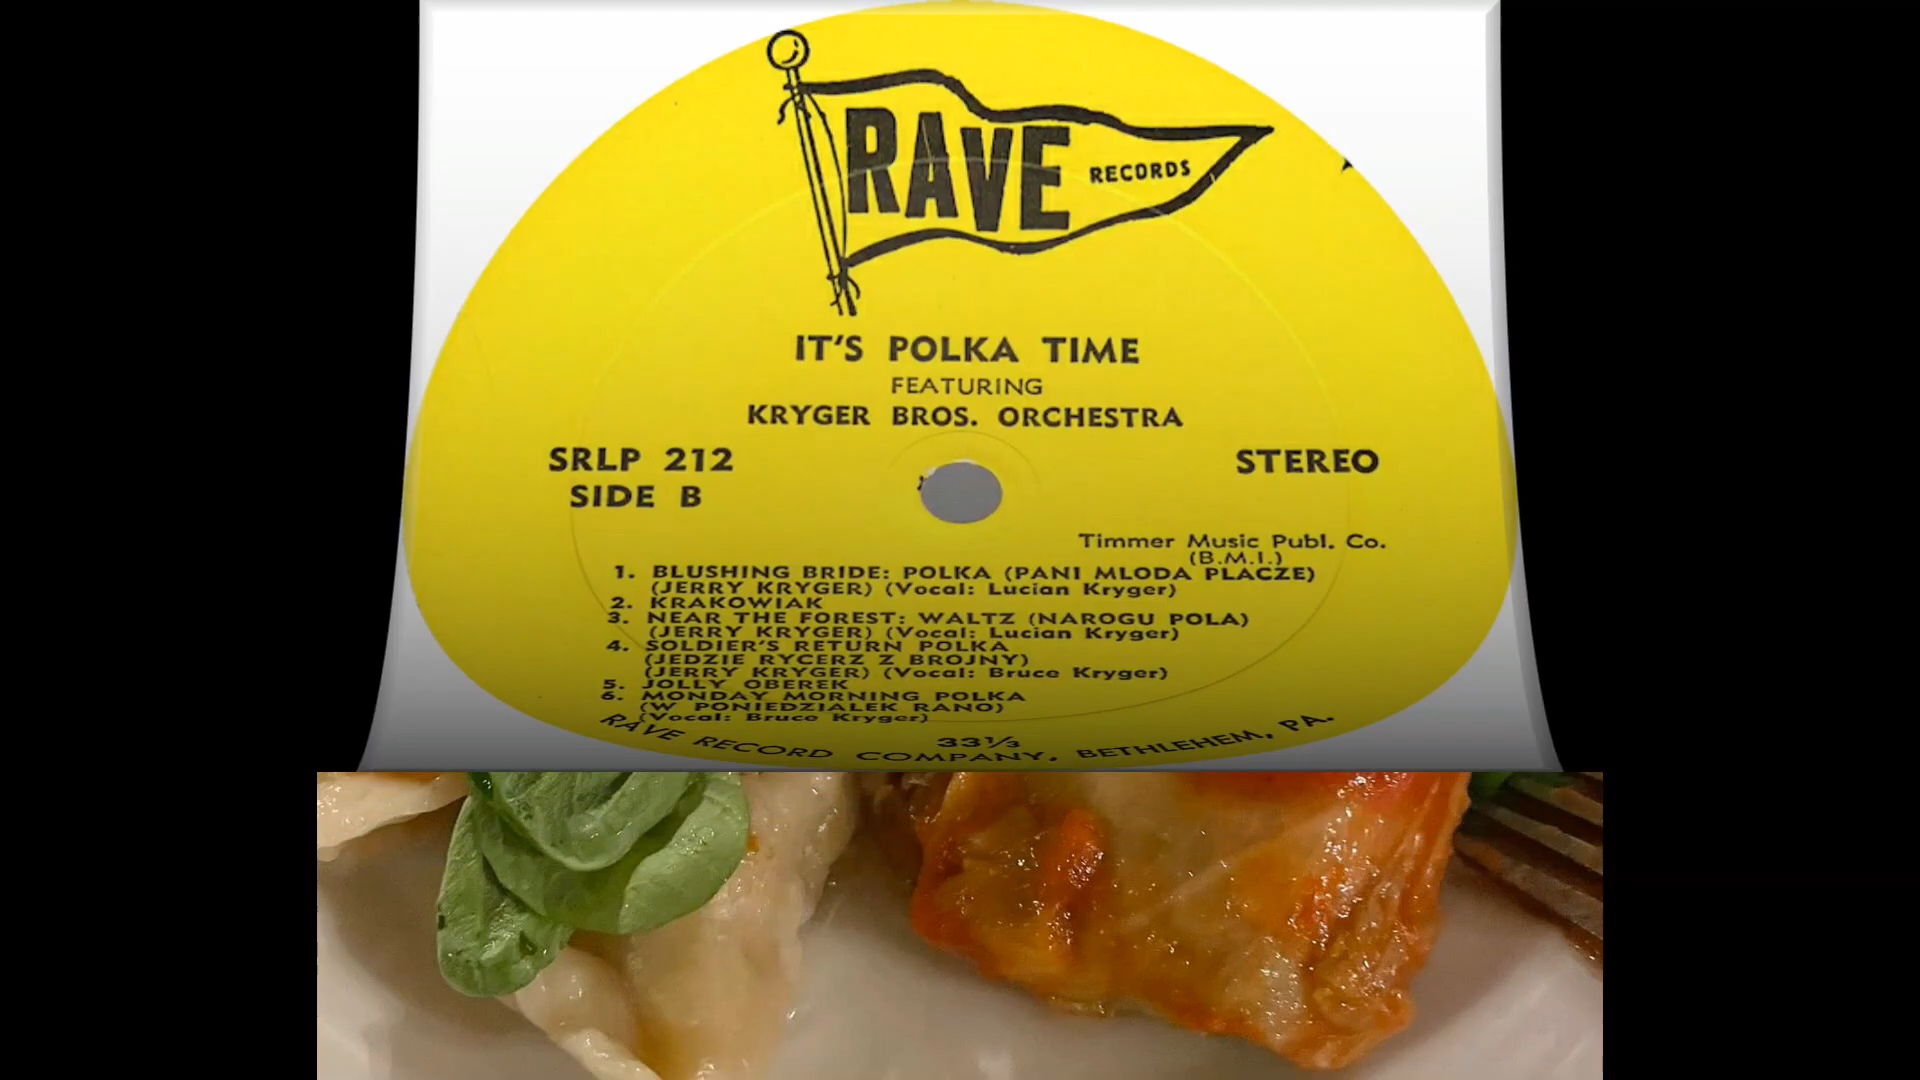 RAVE RECORDS
IT'S POLKA TIME
FEATURING
KRYGER BROS. ORCHESTRA
SRLP 212
SIDE B
STEREO
Timmer Music Publ. Co.
(B.M.I.)
1. BLUSHING BRIDE: POLKA (PANI MLODA PLACZE)
(JERRY KRYGER) (Vocal: Lucian Kryger)
2. KRAKOWIAK
3. NEAR THE FOREST: WALTZ (NAROGU POLA)
(JERRY KRYGER) (Vocal: Lucian Kryger)
4. SOLDIER'S RETURN POLKA
(JEDZIE RYCERZ Z BROJNY)
(JERRY KRYGER) (Vocal: Bruce Kryger)
5. JOLLY OBEREK
6. MONDAY MORNING POLKA
(W PONIEDZIALEK RANO)
(Vocal: Bruce Kryger)
33⅓
RAVE RECORD COMPANY, BETHLEHEM, PA.